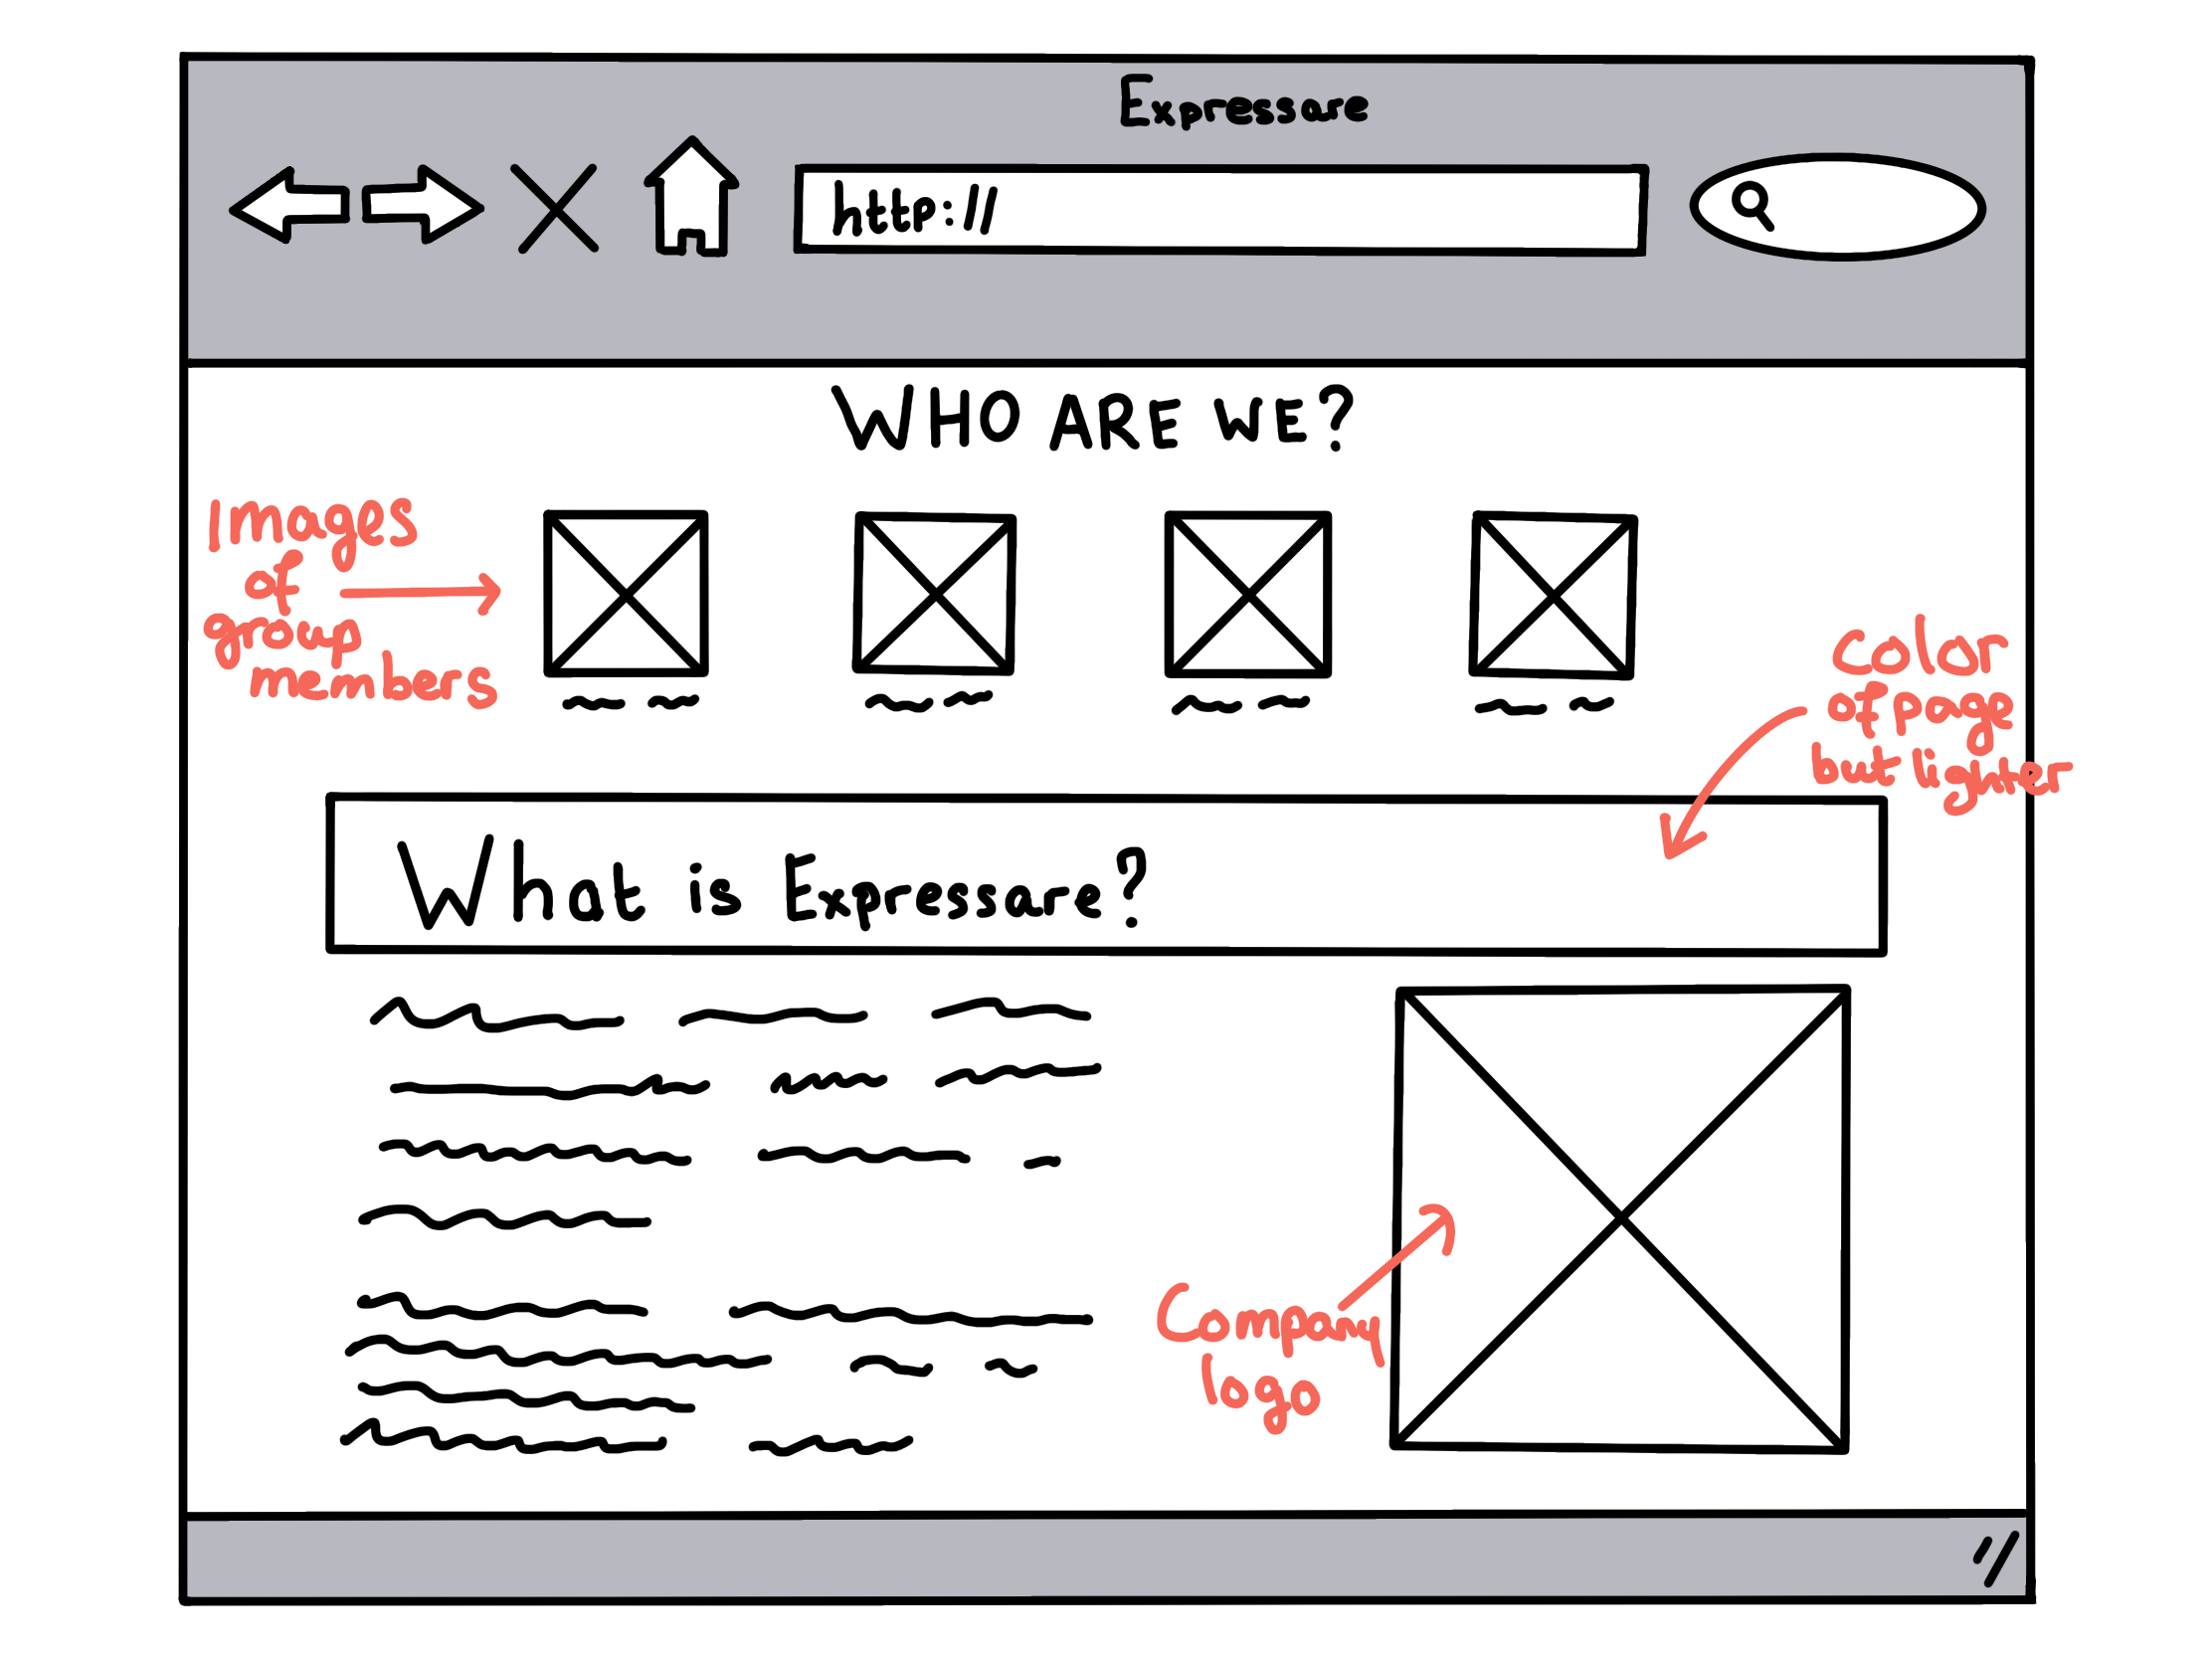 Expressare
http://
WHO ARE WE?
Images
of
group
members
Color
of page
but lighter
What is Expressare?
Company
logo